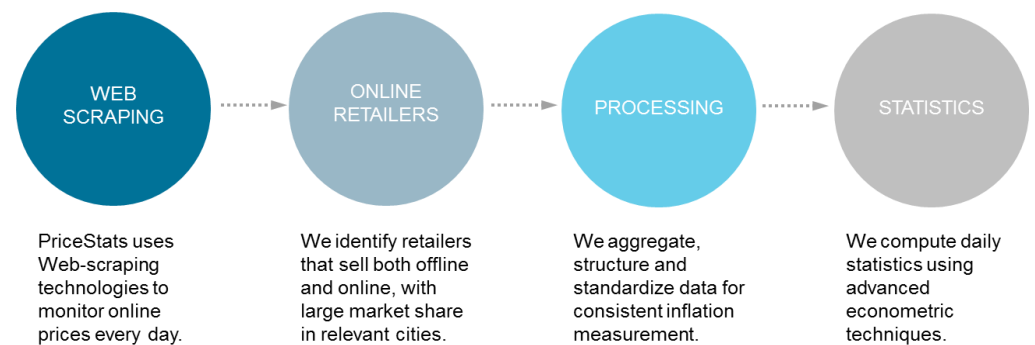 WEB
SCRAPING
ONLINE
RETAILERS
PROCESSING
STATISTICS
PriceStats uses
Web-scraping
technologies to
monitor online
prices every day.
We identify retailers
that sell both offline
and online, with
large market share
in relevant cities.
We aggregate,
structure and
standardize data for
consistent inflation
measurement.
We compute daily
statistics using
advanced
econometric
techniques.